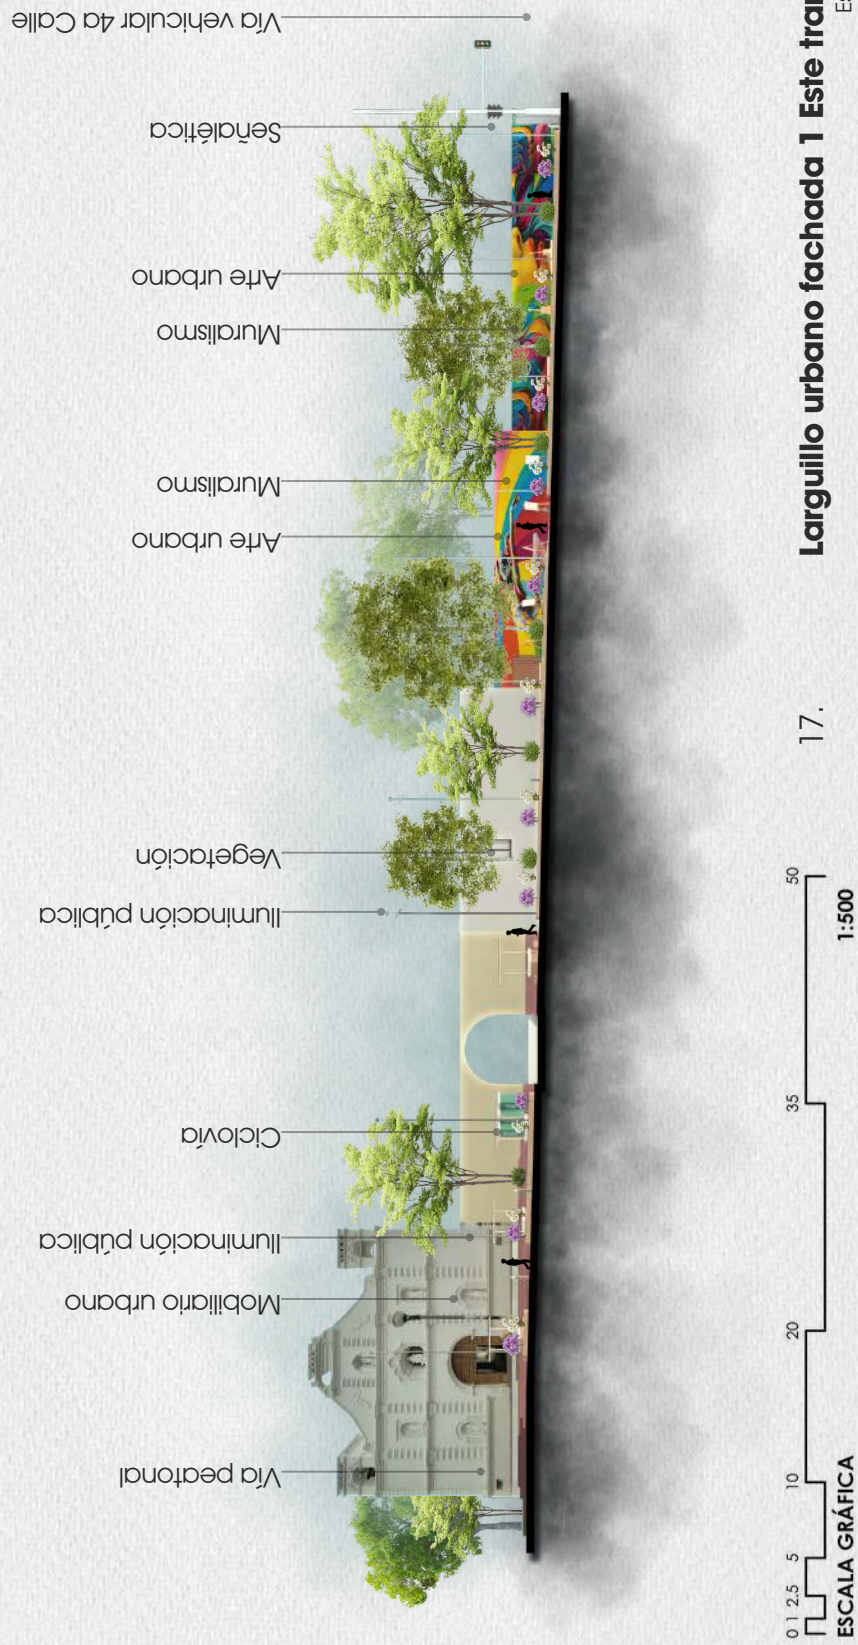 Vía peatonal
Mobiliario urbano
Iluminación pública
Ciclovía
Iluminación pública
Vegetación
Arte urbano
Muralismo
Muralismo
Arte urbano
Señalética
Vía vehicular 4a Calle
0 1 2.5 5 10 20 35 50
ESCALA GRÁFICA 1:500
17. Larguillo urbano fachada 1 Este